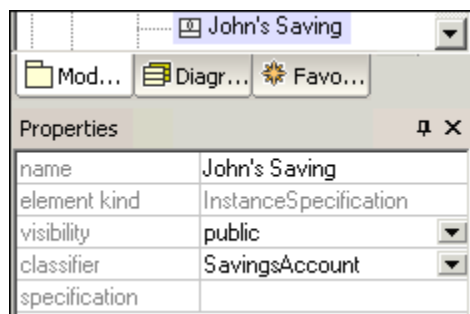 John's Saving
Mod... Diagr... Favo...
Properties
name John's Saving
element kind InstanceSpecification
visibility public
classifier SavingsAccount
specification